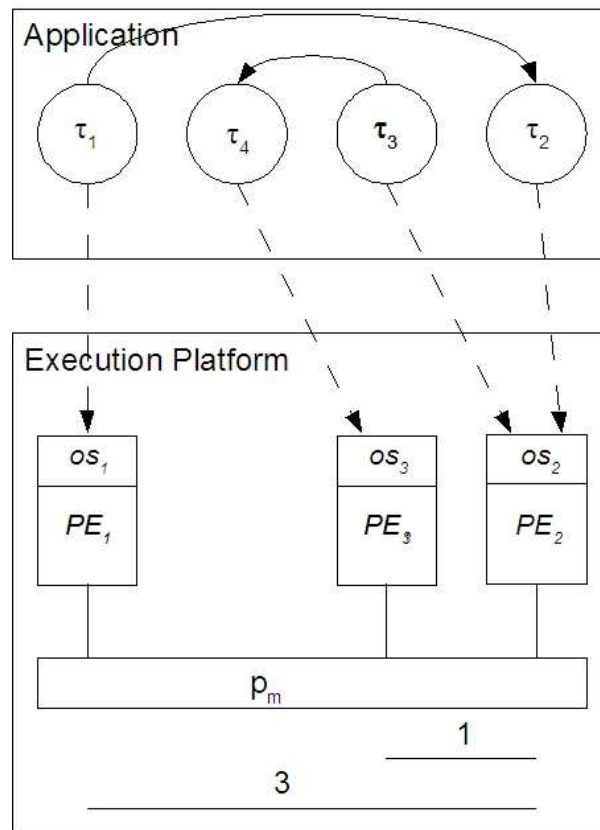 Application
τ₁ τ₄ τ₃ τ₂
Execution Platform
os₁ os₃ os₂
PE₁ PE₃ PE₂
pₘ
1
3